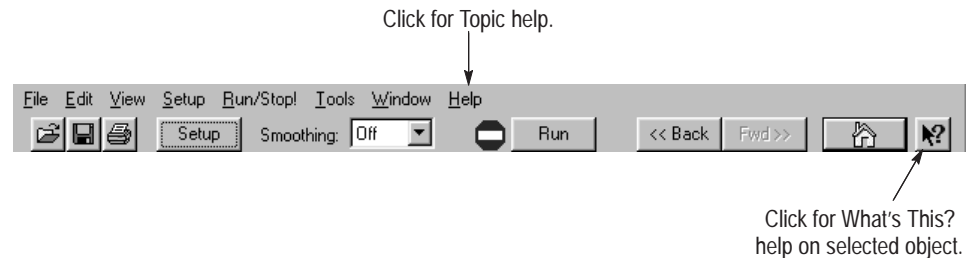 Click for Topic help.
File Edit View Setup Run/Stop! Tools Window Help
Setup Smoothing: Off Run << Back Fwd >> ?
Click for What's This?
help on selected object.